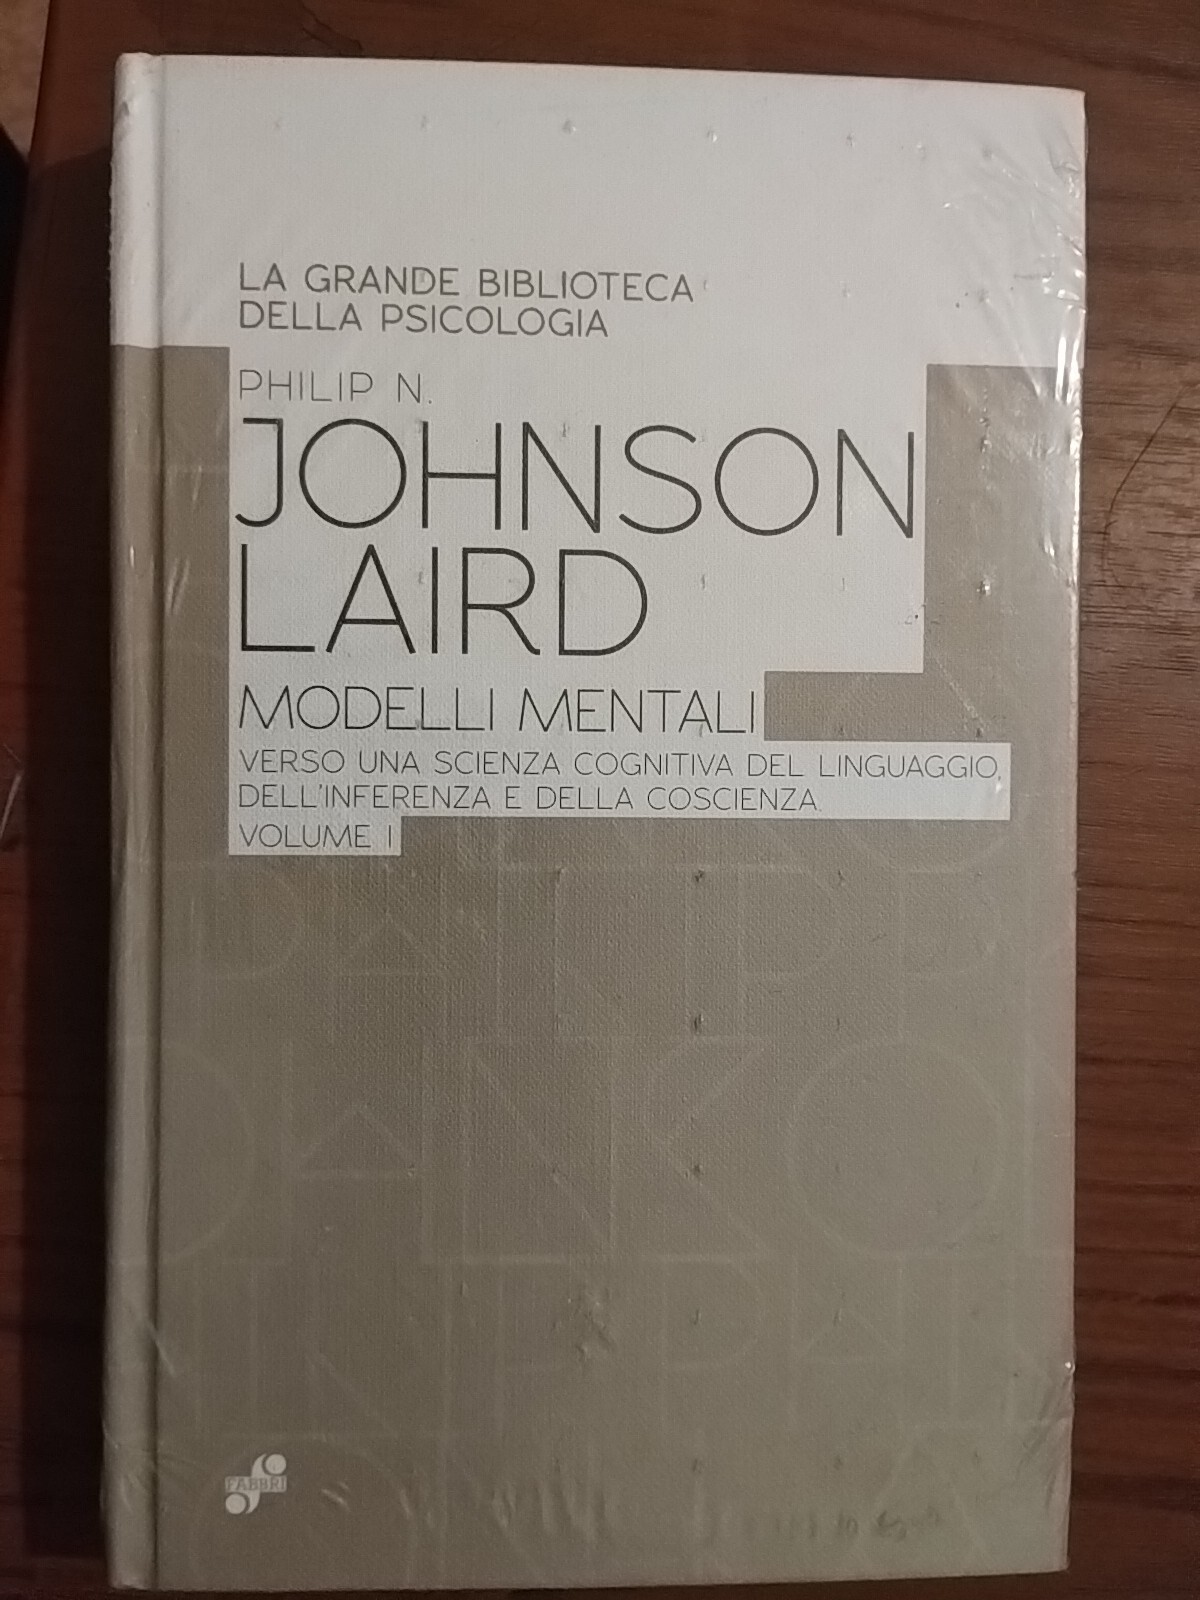 LA GRANDE BIBLIOTECA
DELLA PSICOLOGIA
PHILIP N.
JOHNSON
LAIRD
MODELLI MENTALI
VERSO UNA SCIENZA COGNITIVA DEL LINGUAGGIO,
DELL'INFERENZA E DELLA COSCIENZA.
VOLUME I
FABBRI